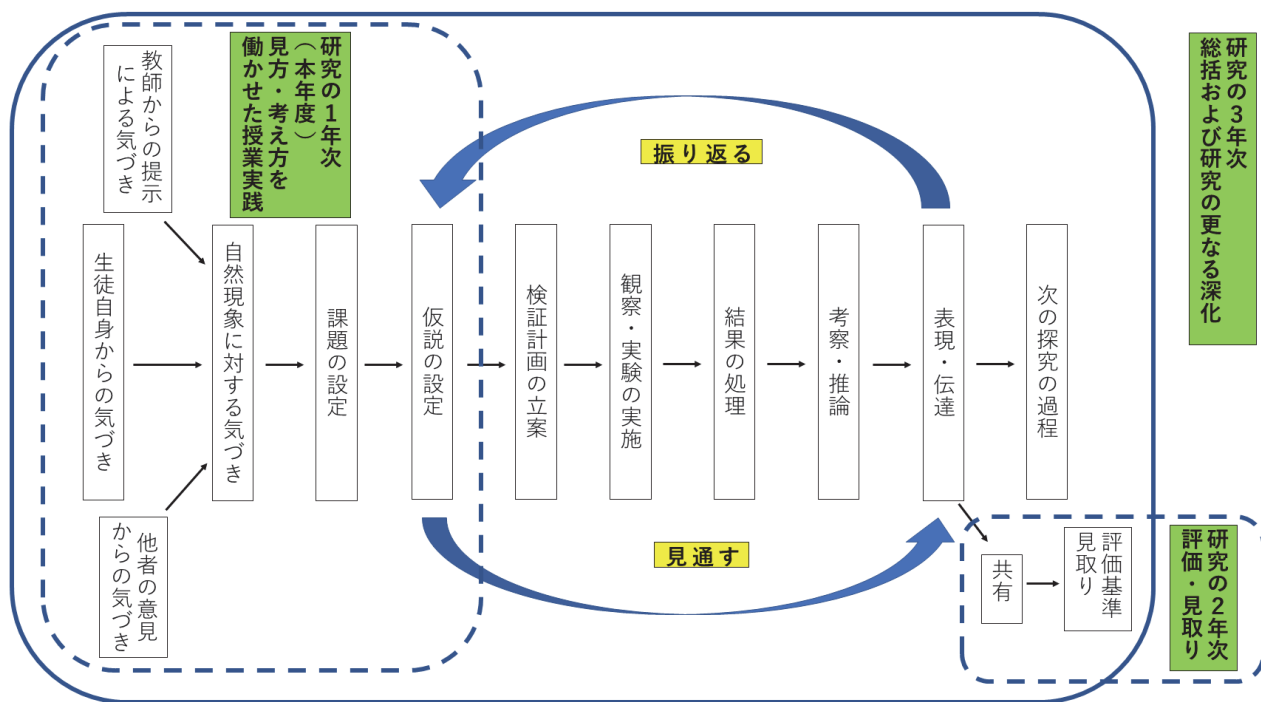 教師からの提示
による気づき
研究の1年次
(本年度)
見方・考え方を
働かせた授業実践
研究の3年次
総括および研究の更なる深化
振り返る
生徒自身からの気づき
自然現象に対する気づき
課題の設定
仮説の設定
検証計画の立案
観察・実験の実施
結果の処理
考察・推論
表現・伝達
次の探究の過程
他者の意見
からの気づき
見通す
共有
評価基準
見取り
研究の2年次
評価・見取り